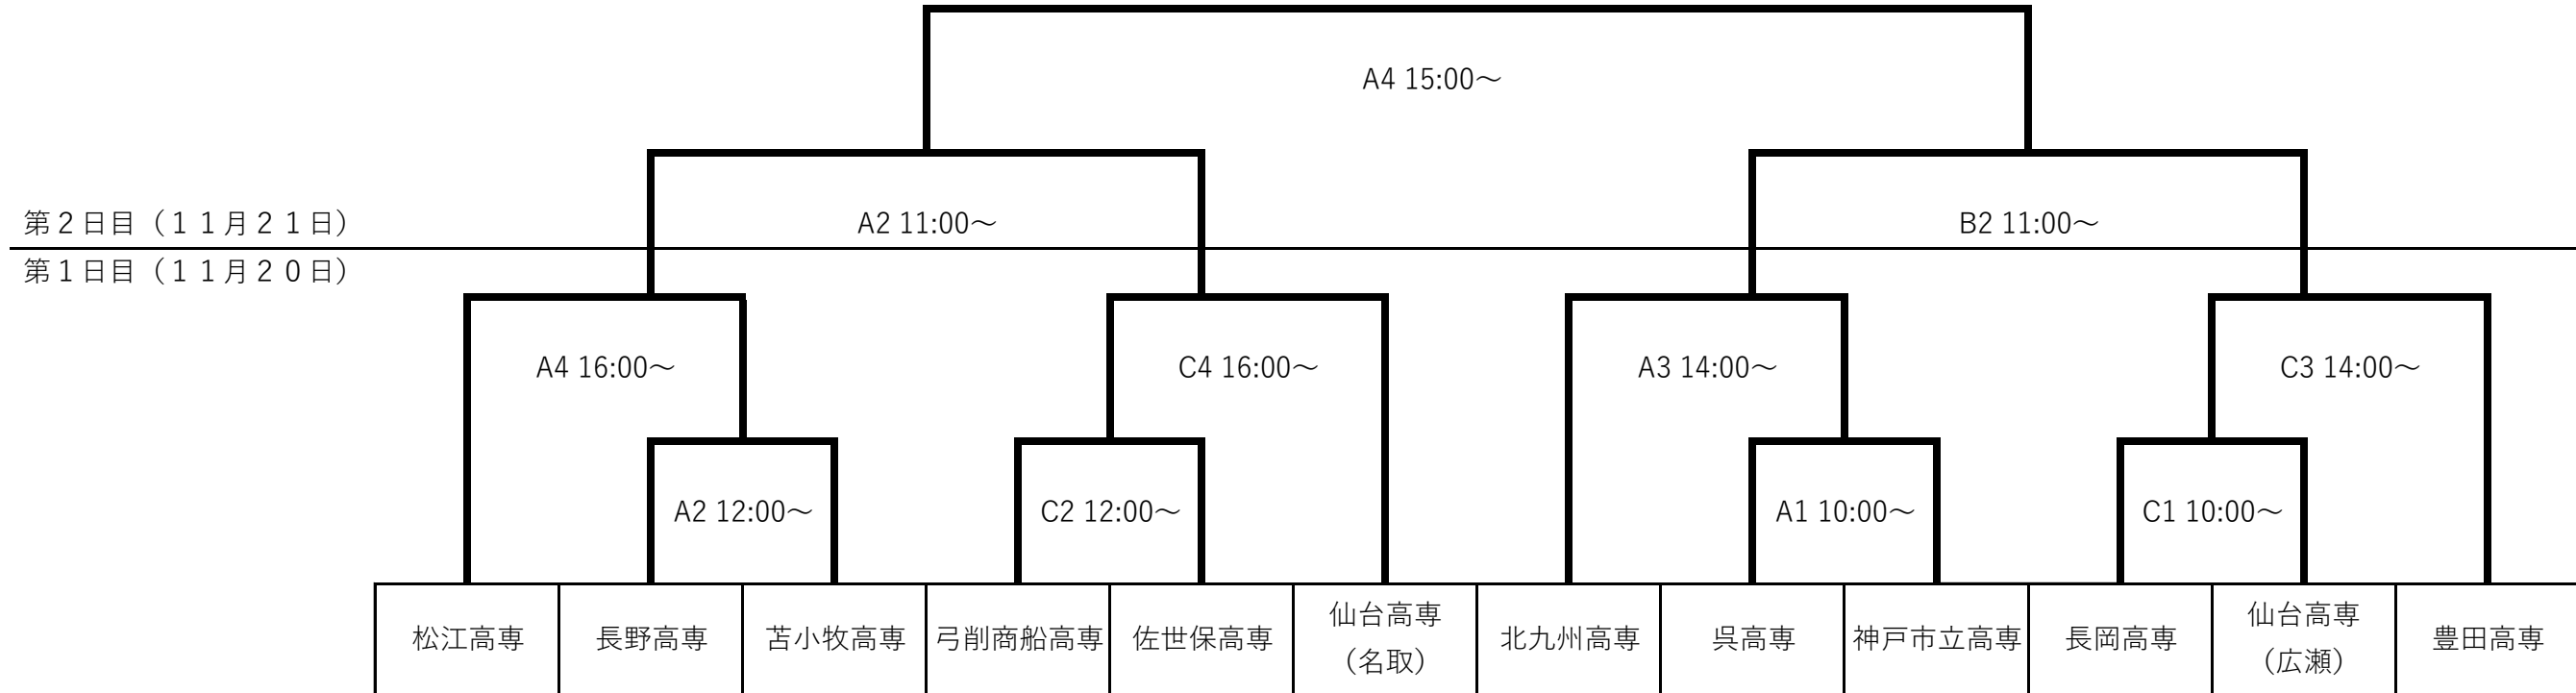 A4 15:00～
第２日目（１１月２１日）
A2 11:00～
B2 11:00～
第１日目（１１月２０日）
A4 16:00～
C4 16:00～
A3 14:00～
C3 14:00～
A2 12:00～
C2 12:00～
A1 10:00～
C1 10:00～
松江高専
長野高専
苫小牧高専
弓削商船高専
佐世保高専
仙台高専
（名取）
北九州高専
呉高専
神戸市立高専
長岡高専
仙台高専
（広瀬）
豊田高専